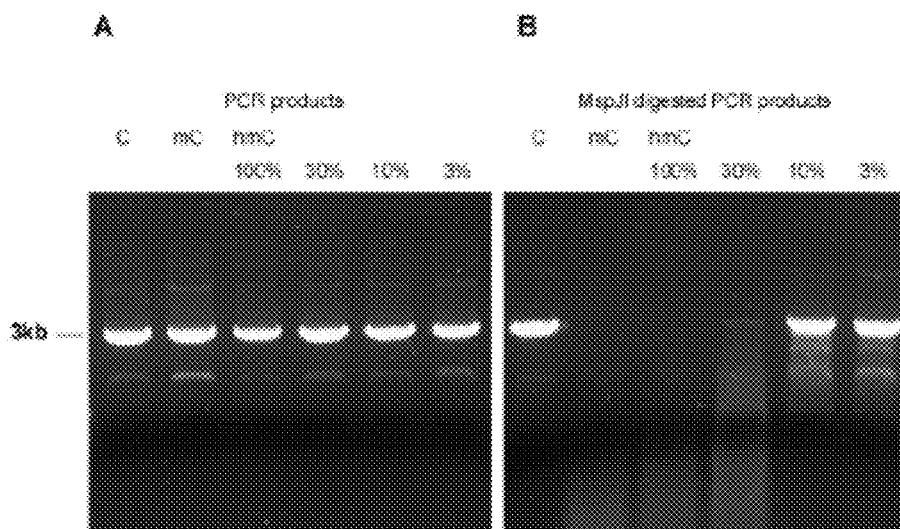 A
B
PCR products
MspJI digested PCR products
C mC hmC
C mC hmC
100% 30% 10% 3%
100% 30% 10% 3%
3kb